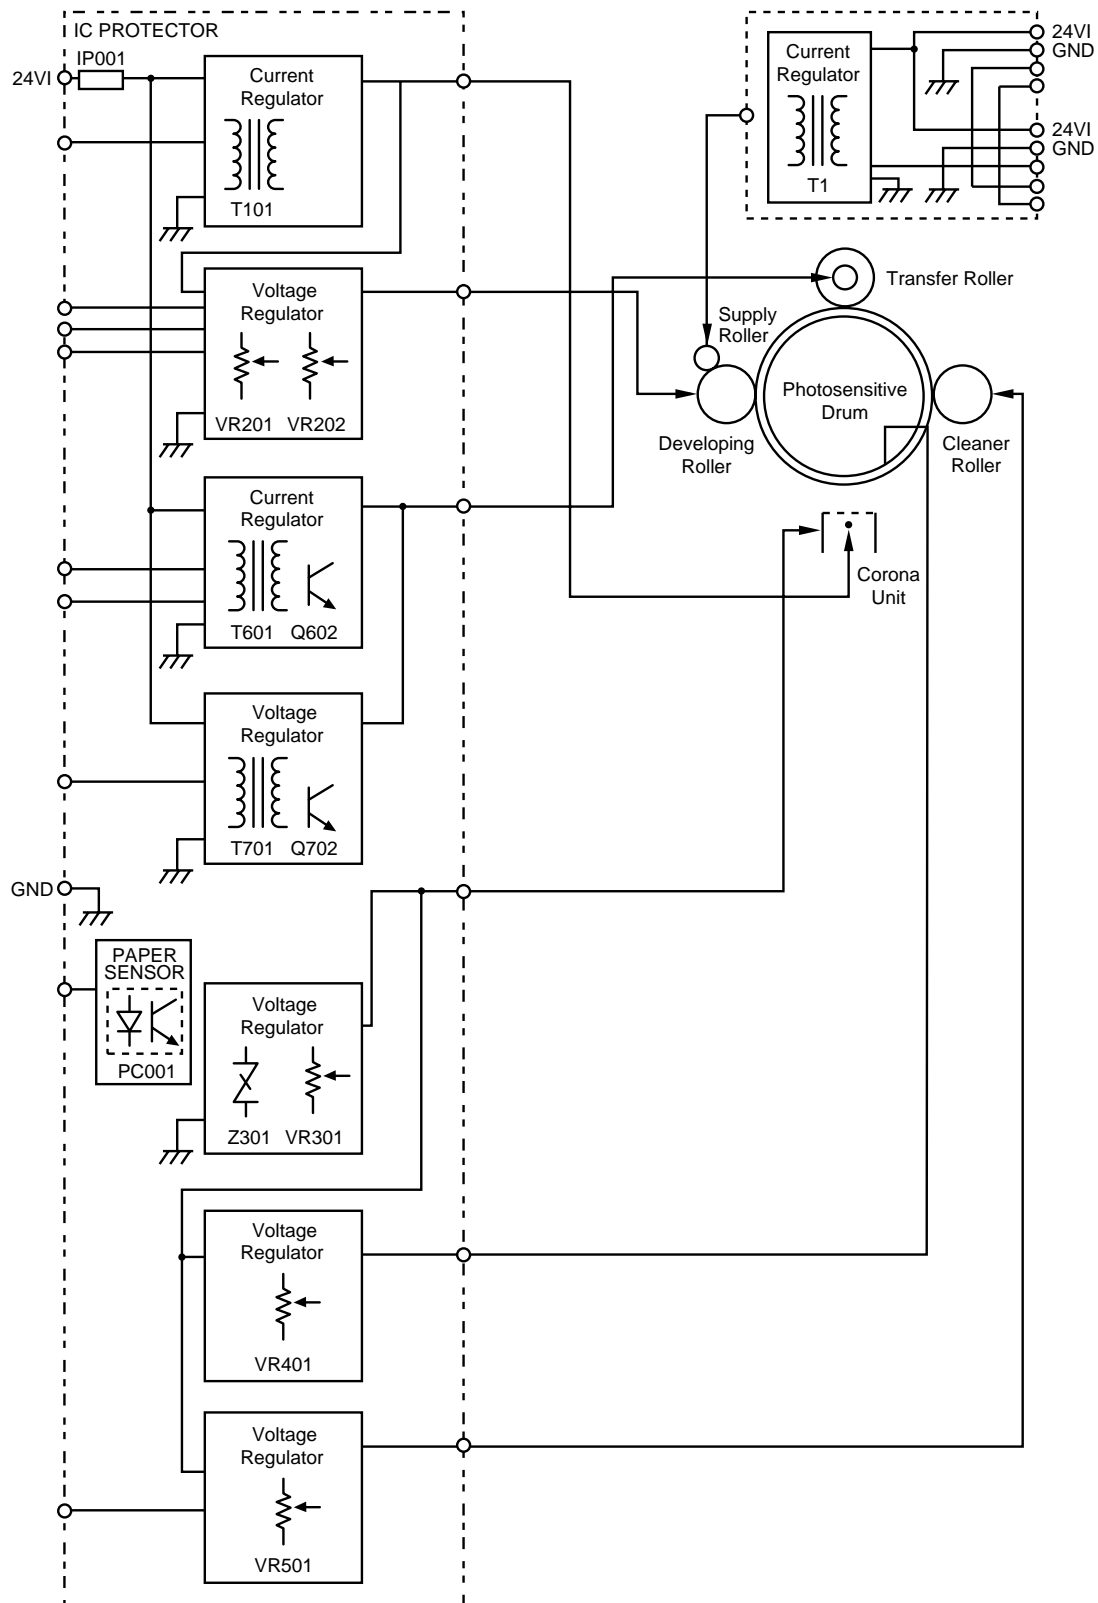 IC PROTECTOR
IP001
24VI
Current
Regulator
T101
Voltage
Regulator
VR201 VR202
Current
Regulator
T601 Q602
Voltage
Regulator
T701 Q702
GND
PAPER
SENSOR
PC001
Voltage
Regulator
Z301 VR301
Voltage
Regulator
VR401
Voltage
Regulator
VR501
Current
Regulator
T1
24VI
GND
24VI
GND
Transfer Roller
Supply
Roller
Photosensitive
Drum
Developing
Roller
Cleaner
Roller
Corona
Unit